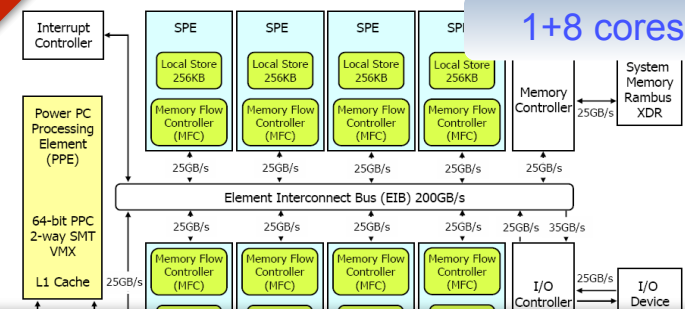 1+8 cores
Interrupt
Controller
SPE
SPE
SPE
Local Store
256KB
Local Store
256KB
Local Store
256KB
Local Store
256KB
Memory Flow
Controller
(MFC)
Memory Flow
Controller
(MFC)
Memory Flow
Controller
(MFC)
Memory Flow
Controller
(MFC)
Memory
Controller
25GB/s
System
Memory
Rambus
XDR
Power PC
Processing
Element
(PPE)
64-bit PPC
2-way SMT
VMX
L1 Cache
25GB/s
25GB/s
25GB/s
25GB/s
25GB/s
Element Interconnect Bus (EIB) 200GB/s
25GB/s
25GB/s
25GB/s
25GB/s
25GB/s
35GB/s
25GB/s
Memory Flow
Controller
(MFC)
Memory Flow
Controller
(MFC)
Memory Flow
Controller
(MFC)
Memory Flow
Controller
(MFC)
I/O
Controller
25GB/s
I/O
Device